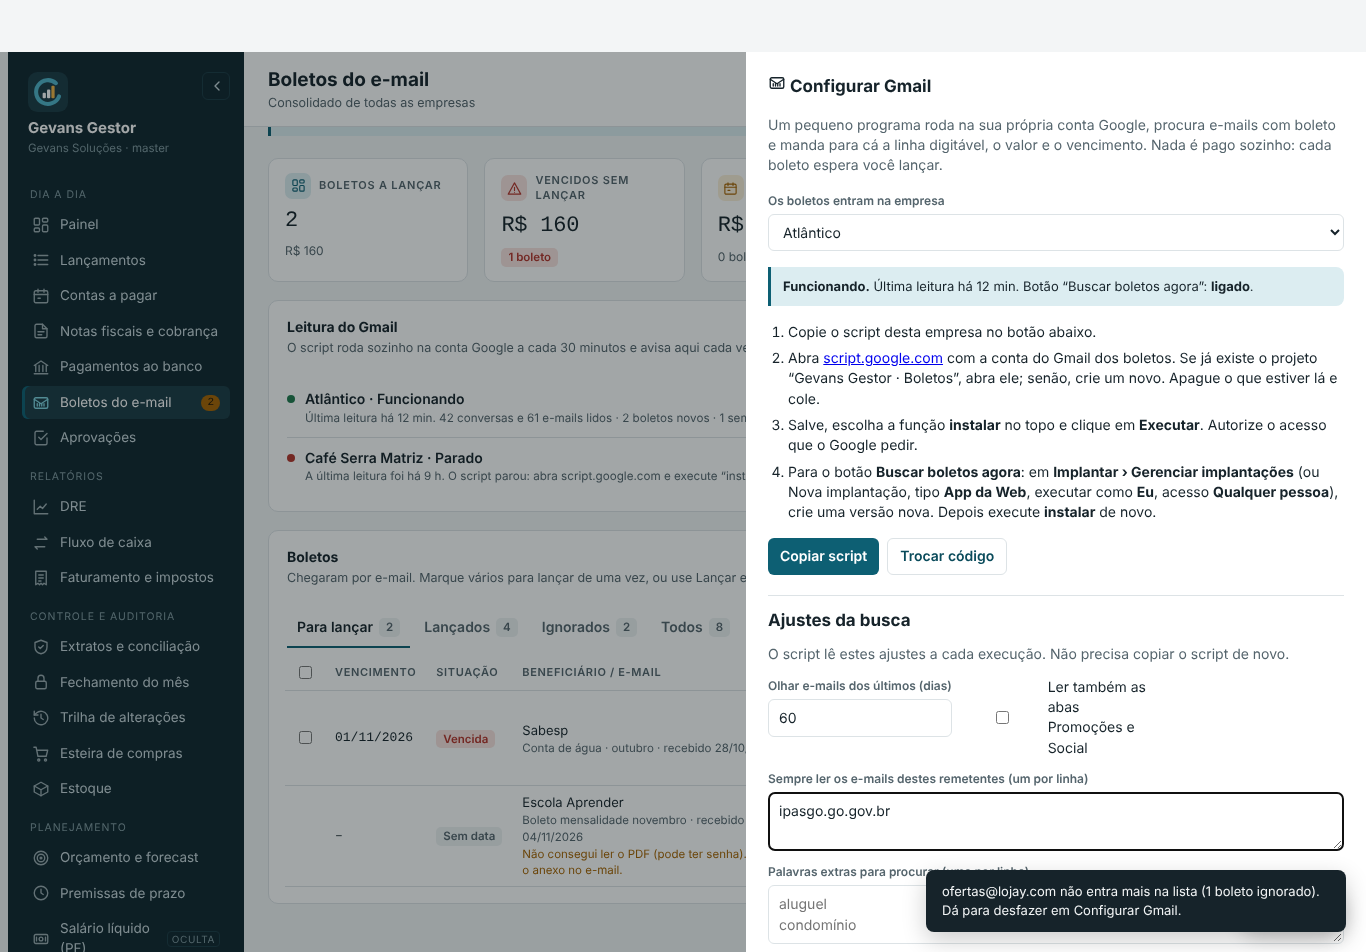 Gevans Gestor
Gevans Soluções · master
DIA A DIA
Painel
Lançamentos
Contas a pagar
Notas fiscais e cobrança
Pagamentos ao banco
Boletos do e-mail 2
Aprovações
RELATÓRIOS
DRE
Fluxo de caixa
Faturamento e impostos
CONTROLE E AUDITORIA
Extratos e conciliação
Fechamento do mês
Trilha de alterações
Esteira de compras
Estoque
PLANEJAMENTO
Orçamento e forecast
Premissas de prazo
Salário líquido
(PF)
OCULTA
Boletos do e-mail
Consolidado de todas as empresas
BOLETOS A LANÇAR
2
R$ 160
VENCIDOS SEM
LANÇAR
R$ 160
1 boleto
R$
0 bol
Leitura do Gmail
O script roda sozinho na conta Google a cada 30 minutos e avisa aqui cada ve
Atlântico · Funcionando
Última leitura há 12 min. 42 conversas e 61 e-mails lidos · 2 boletos novos · 1 sem
Café Serra Matriz · Parado
A última leitura foi há 9 h. O script parou: abra script.google.com e execute “inst
Boletos
Chegaram por e-mail. Marque vários para lançar de uma vez, ou use Lançar e
Para lançar 2 Lançados 4 Ignorados 2 Todos 8
VENCIMENTO SITUAÇÃO BENEFICIÁRIO / E-MAIL
01/11/2026 Vencida Sabesp
Conta de água · outubro · recebido 28/10,
– Sem data Escola Aprender
Boleto mensalidade novembro · recebido
04/11/2026
Não consegui ler o PDF (pode ter senha).
o anexo no e-mail.
Configurar Gmail
Um pequeno programa roda na sua própria conta Google, procura e-mails com boleto
e manda para cá a linha digitável, o valor e o vencimento. Nada é pago sozinho: cada
boleto espera você lançar.
Os boletos entram na empresa
Atlântico
Funcionando. Última leitura há 12 min. Botão “Buscar boletos agora”: ligado.
1. Copie o script desta empresa no botão abaixo.
2. Abra script.google.com com a conta do Gmail dos boletos. Se já existe o projeto
“Gevans Gestor · Boletos”, abra ele; senão, crie um novo. Apague o que estiver lá e
cole.
3. Salve, escolha a função instalar no topo e clique em Executar. Autorize o acesso
que o Google pedir.
4. Para o botão Buscar boletos agora: em Implantar › Gerenciar implantações (ou
Nova implantação, tipo App da Web, executar como Eu, acesso Qualquer pessoa),
crie uma versão nova. Depois execute instalar de novo.
Copiar script Trocar código
Ajustes da busca
O script lê estes ajustes a cada execução. Não precisa copiar o script de novo.
Olhar e-mails dos últimos (dias)
60
Ler também as
abas
Promoções e
Social
Sempre ler os e-mails destes remetentes (um por linha)
ipasgo.go.gov.br
Palavras extras para procurar (uma por linha)
aluguel
condomínio
ofertas@lojay.com não entra mais na lista (1 boleto ignorado).
Dá para desfazer em Configurar Gmail.